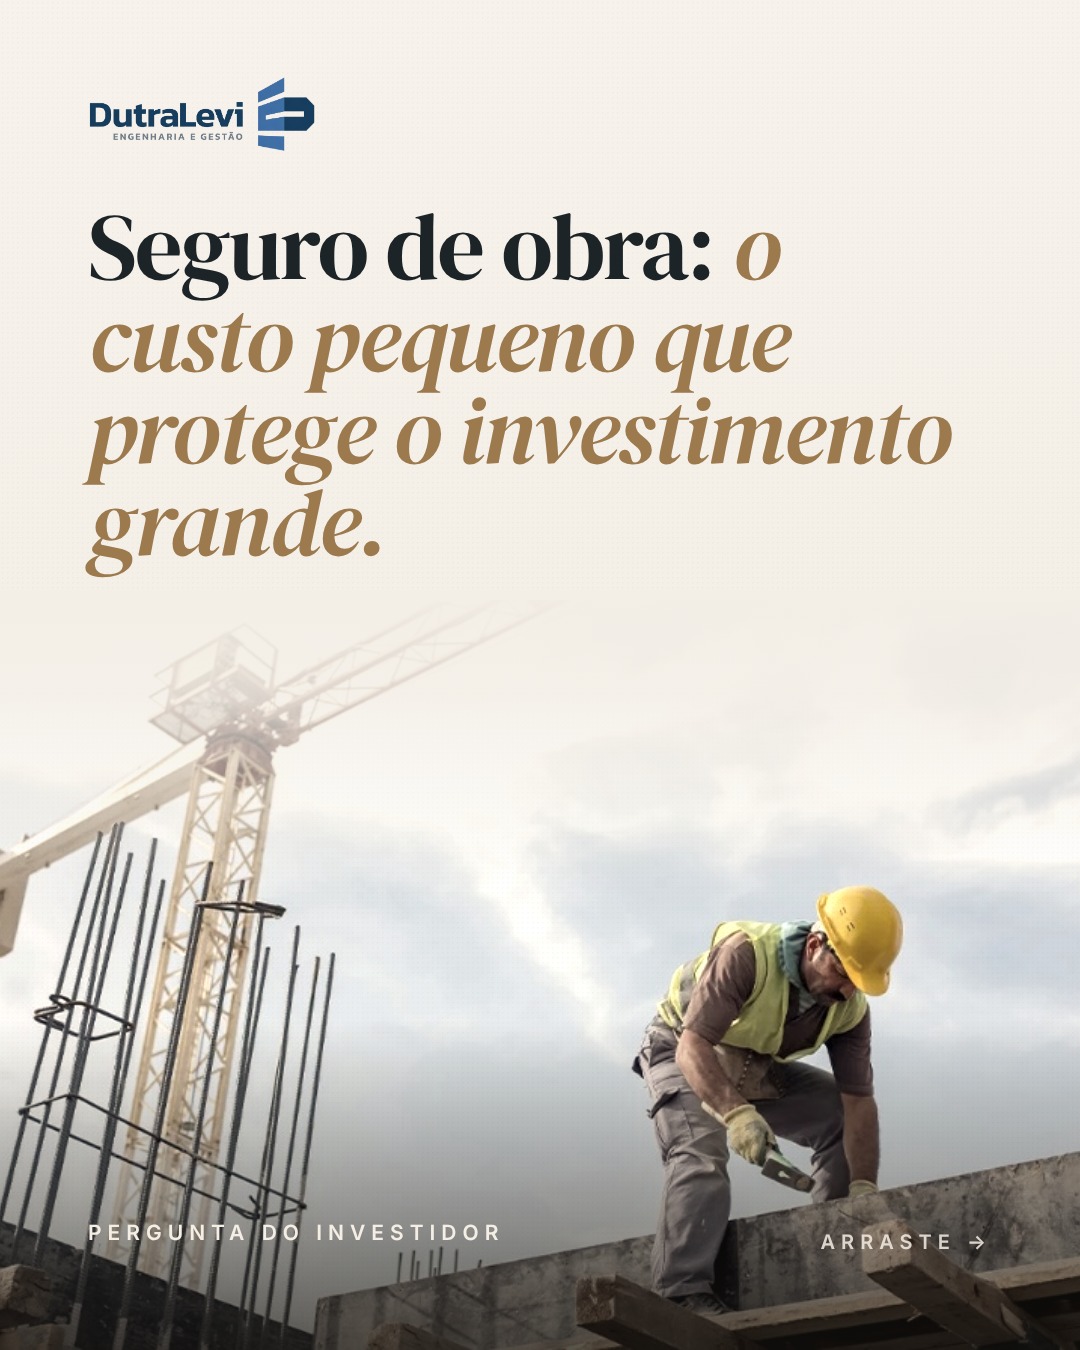 DutraLevi
ENGENHARIA E GESTÃO
Seguro de obra: o
custo pequeno que
protege o investimento
grande.
PERGUNTA DO INVESTIDOR
ARRASTE →